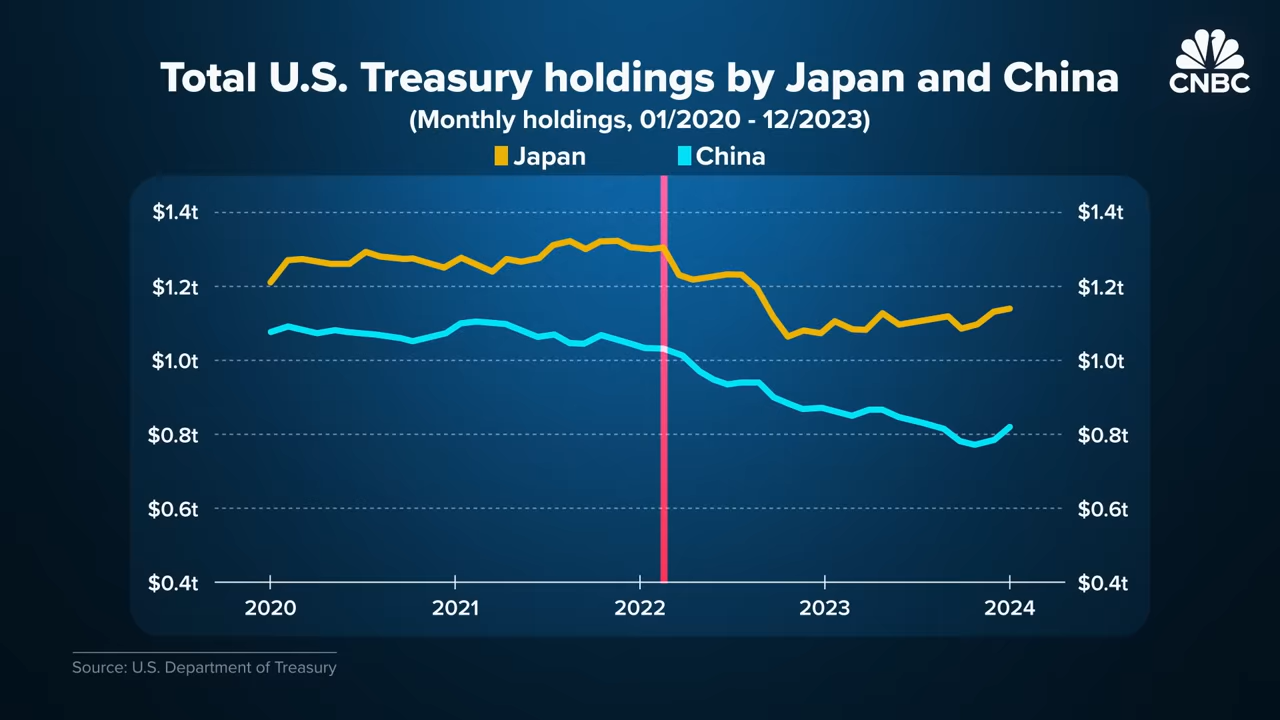 CNBC
Total U.S. Treasury holdings by Japan and China
(Monthly holdings, 01/2020 - 12/2023)
Japan China
$1.4t $1.4t
$1.2t $1.2t
$1.0t $1.0t
$0.8t $0.8t
$0.6t $0.6t
$0.4t $0.4t
2020 2021 2022 2023 2024
Source: U.S. Department of Treasury